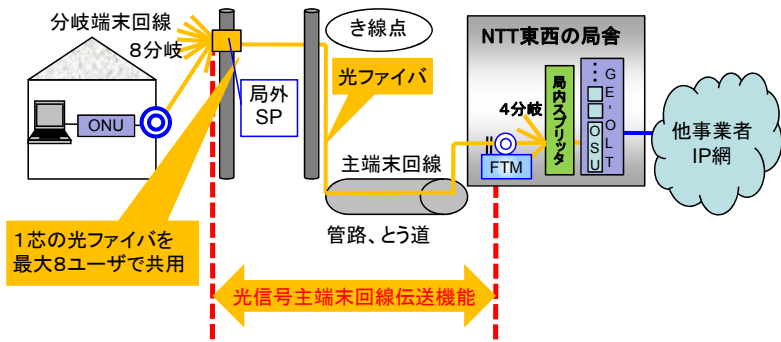 分岐端末回線
8分岐
ONU
局外
SP
き線点
光ファイバ
主端末回線
管路、とう道
1芯の光ファイバを
最大8ユーザで共用
光信号主端末回線伝送機能
NTT東西の局舎
4分岐
FTM
局内スプリッタ
GE-OLT
OSU
…
他事業者
IP網